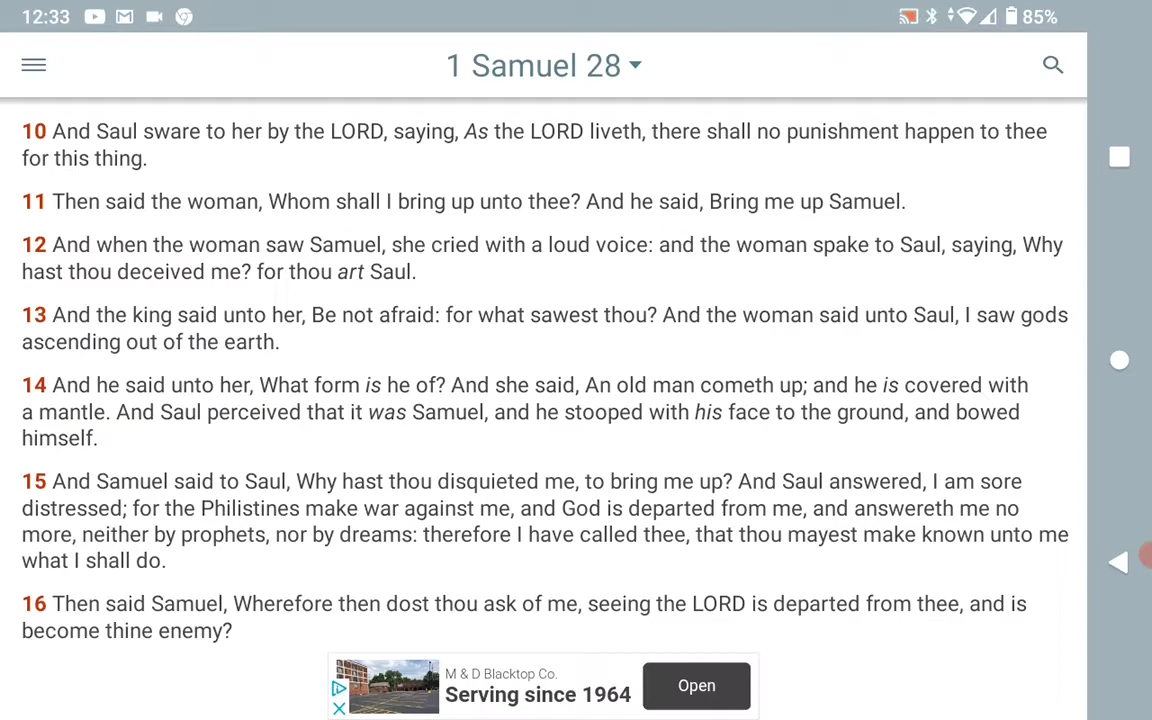 12:33
85%
1 Samuel 28
10 And Saul sware to her by the LORD, saying, As the LORD liveth, there shall no punishment happen to thee
for this thing.
11 Then said the woman, Whom shall I bring up unto thee? And he said, Bring me up Samuel.
12 And when the woman saw Samuel, she cried with a loud voice: and the woman spake to Saul, saying, Why
hast thou deceived me? for thou art Saul.
13 And the king said unto her, Be not afraid: for what sawest thou? And the woman said unto Saul, I saw gods
ascending out of the earth.
14 And he said unto her, What form is he of? And she said, An old man cometh up; and he is covered with
a mantle. And Saul perceived that it was Samuel, and he stooped with his face to the ground, and bowed
himself.
15 And Samuel said to Saul, Why hast thou disquieted me, to bring me up? And Saul answered, I am sore
distressed; for the Philistines make war against me, and God is departed from me, and answereth me no
more, neither by prophets, nor by dreams: therefore I have called thee, that thou mayest make known unto me
what I shall do.
16 Then said Samuel, Wherefore then dost thou ask of me, seeing the LORD is departed from thee, and is
become thine enemy?
M & D Blacktop Co.
Serving since 1964
Open